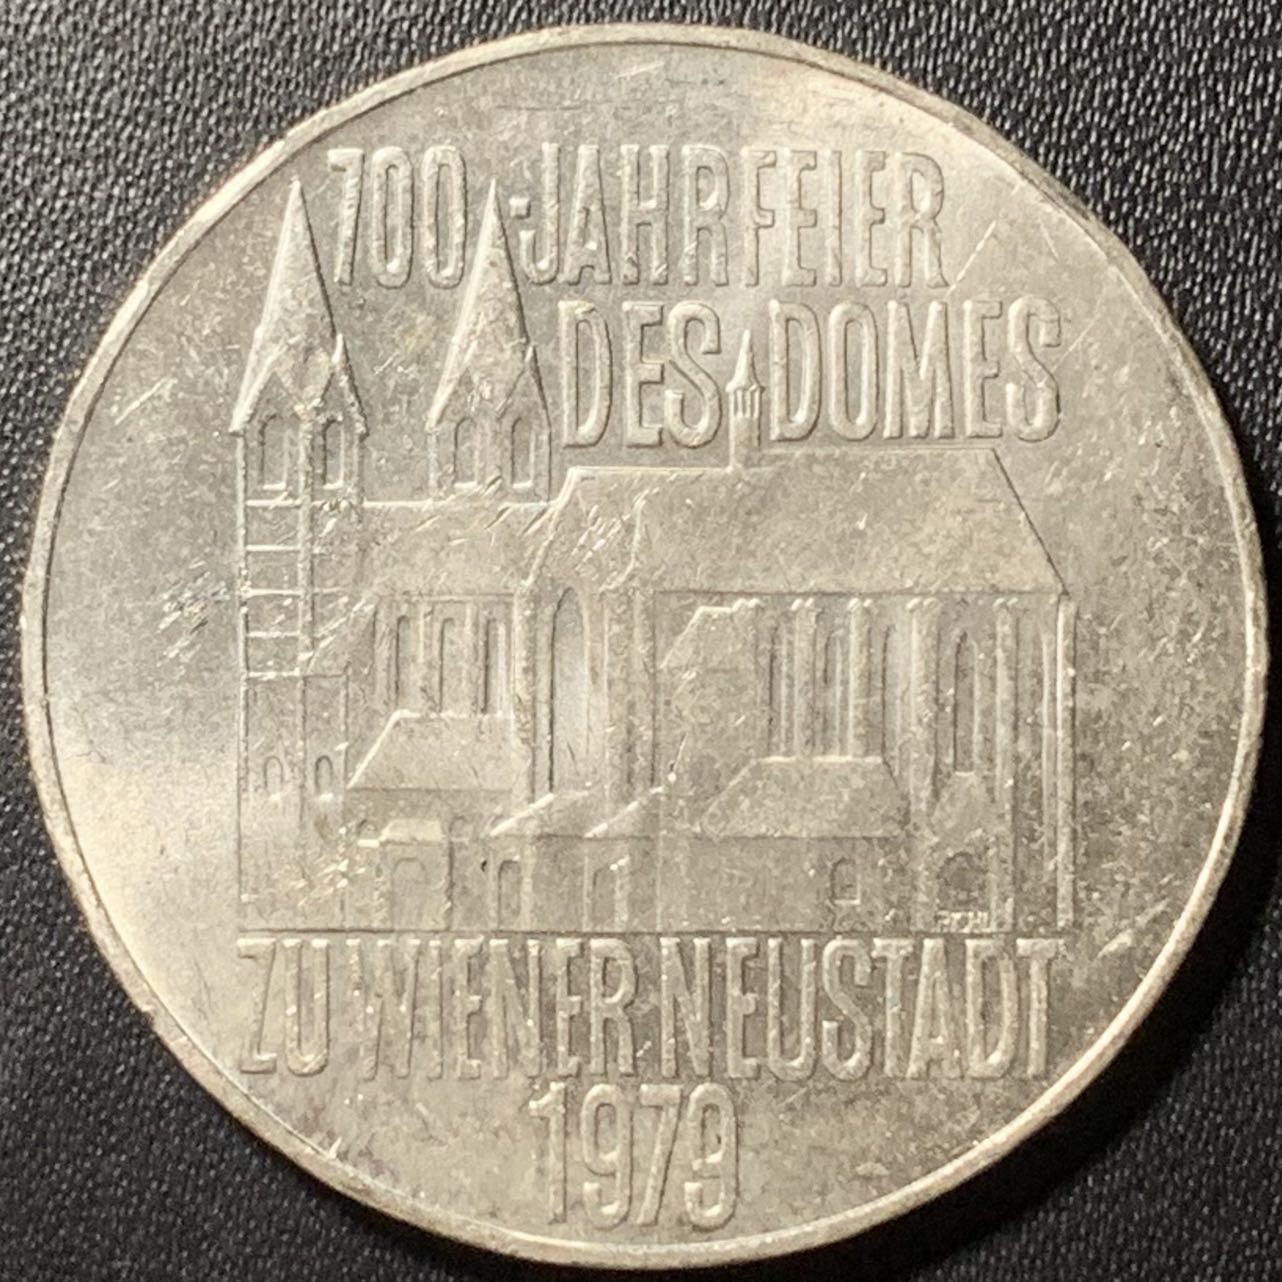 700-JAHRFEIER
DES DOMES
ZU WIENER NEUSTADT
1979